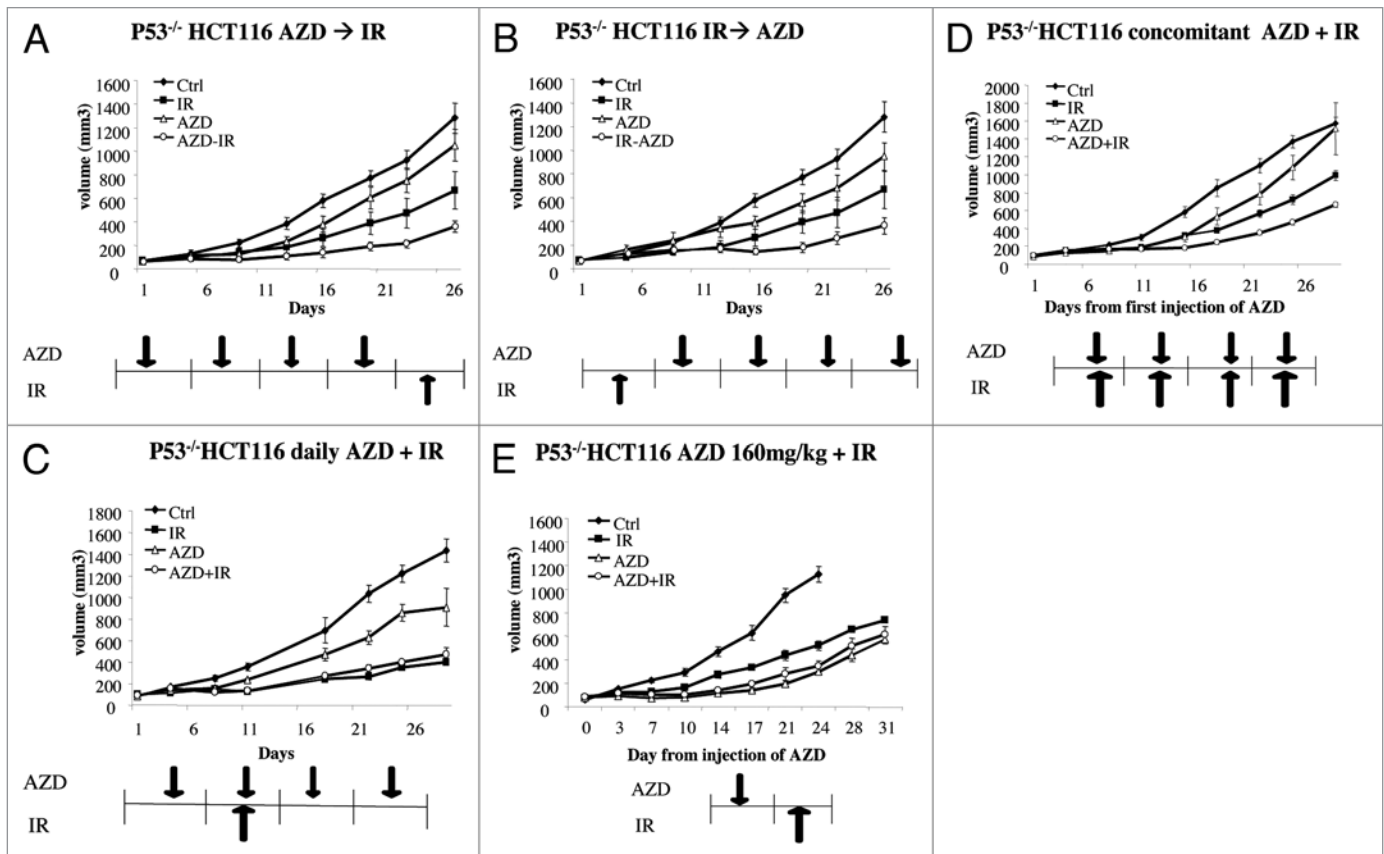 A
P53-/- HCT116 AZD → IR
1600
1400
1200
1000
800
600
400
200
0
volume (mm3)
Ctrl
IR
AZD
AZD-IR
1 6 11 16 21 26
Days
AZD
IR
B
P53-/- HCT116 IR→ AZD
1600
1400
1200
1000
800
600
400
200
0
volume (mm3)
Ctrl
IR
AZD
IR-AZD
1 6 11 16 21 26
Days
AZD
IR
D
P53-/-HCT116 concomitant AZD + IR
2000
1800
1600
1400
1200
1000
800
600
400
200
0
volume (mm3)
Ctrl
IR
AZD
AZD+IR
1 6 11 16 21 26
Days from first injection of AZD
AZD
IR
C
P53-/-HCT116 daily AZD + IR
1800
1600
1400
1200
1000
800
600
400
200
0
volume (mm3)
Ctrl
IR
AZD
AZD+IR
1 6 11 16 21 26
Days
AZD
IR
E
P53-/-HCT116 AZD 160mg/kg + IR
1600
1400
1200
1000
800
600
400
200
0
volume (mm3)
Ctrl
IR
AZD
AZD+IR
0 3 7 10 14 17 21 24 28 31
Day from injection of AZD
AZD
IR